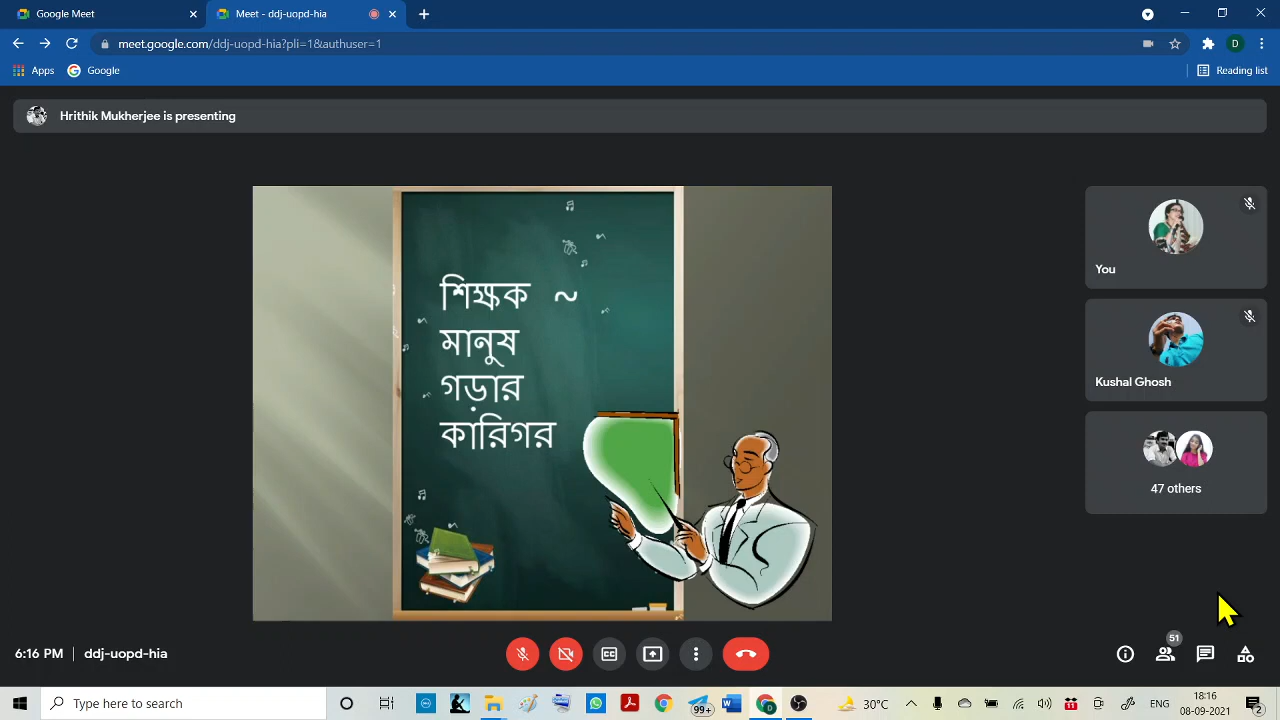 Google Meet
Meet - ddj-uopd-hia
meet.google.com/ddj-uopd-hia?pli=1&authuser=1
D
Apps
Google
Reading list
Hrithik Mukherjee is presenting
শিক্ষক ~
মানুষ
গড়ার
কারিগর
You
Kushal Ghosh
47 others
6:16 PM | ddj-uopd-hia
51
Type here to search
99+
30°C
ENG
18:16
08-09-2021
2